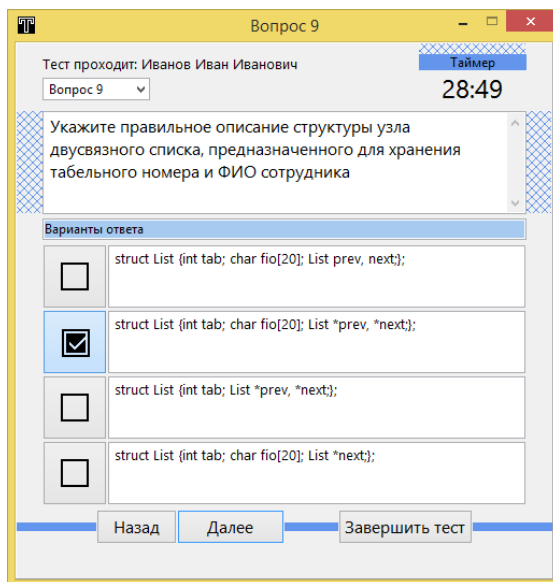 Вопрос 9
Тест проходит: Иванов Иван Иванович
Таймер
Вопрос 9
28:49
Укажите правильное описание структуры узла
двусвязного списка, предназначенного для хранения
табельного номера и ФИО сотрудника
Варианты ответа
struct List {int tab; char fio[20]; List prev, next;};
struct List {int tab; char fio[20]; List *prev, *next;};
struct List {int tab; List *prev, *next;};
struct List {int tab; char fio[20]; List *next;};
Назад
Далее
Завершить тест